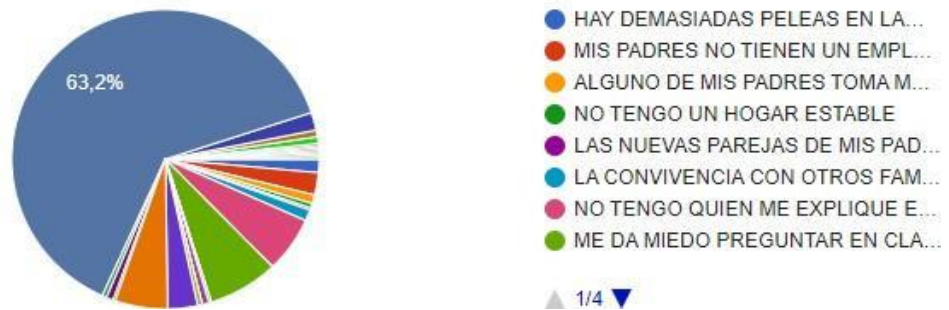 63,2%
HAY DEMASIADAS PELEAS EN LA...
MIS PADRES NO TIENEN UN EMPL...
ALGUNO DE MIS PADRES TOMA M...
NO TENGO UN HOGAR ESTABLE
LAS NUEVAS PAREJAS DE MIS PAD...
LA CONVIVENCIA CON OTROS FAM...
NO TENGO QUIEN ME EXPLIQUE E...
ME DA MIEDO PREGUNTAR EN CLA...
1/4